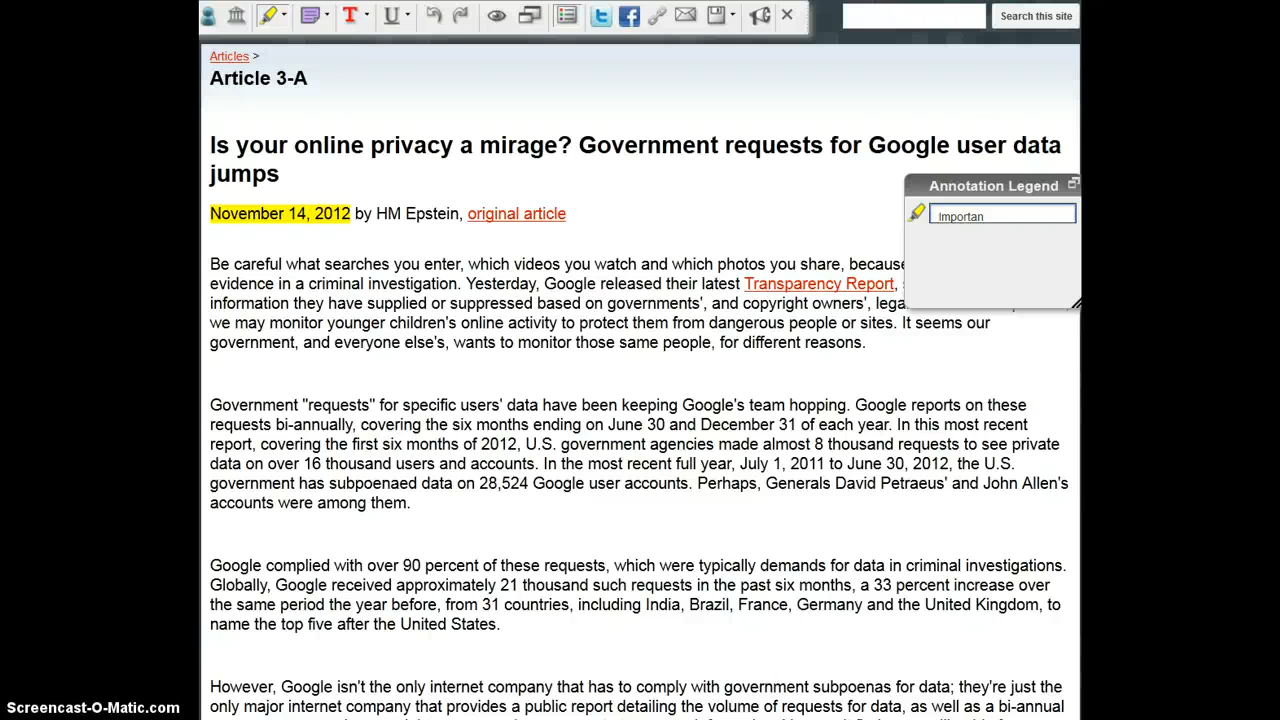 T
U
Search this site
Articles >
Article 3-A
Is your online privacy a mirage? Government requests for Google user data
jumps
Annotation Legend
November 14, 2012 by HM Epstein, original article
Importan
Be careful what searches you enter, which videos you watch and which photos you share, because
evidence in a criminal investigation. Yesterday, Google released their latest Transparency Report,
information they have supplied or suppressed based on governments', and copyright owners',
we may monitor younger children's online activity to protect them from dangerous people or sites. It seems our
government, and everyone else's, wants to monitor those same people, for different reasons.
Government "requests" for specific users' data have been keeping Google's team hopping. Google reports on these
requests bi-annually, covering the six months ending on June 30 and December 31 of each year. In this most recent
report, covering the first six months of 2012, U.S. government agencies made almost 8 thousand requests to see private
data on over 16 thousand users and accounts. In the most recent full year, July 1, 2011 to June 30, 2012, the U.S.
government has subpoenaed data on 28,524 Google user accounts. Perhaps, Generals David Petraeus' and John Allen's
accounts were among them.
Google complied with over 90 percent of these requests, which were typically demands for data in criminal investigations.
Globally, Google received approximately 21 thousand such requests in the past six months, a 33 percent increase over
the same period the year before, from 31 countries, including India, Brazil, France, Germany and the United Kingdom, to
name the top five after the United States.
However, Google isn't the only internet company that has to comply with government subpoenas for data; they're just the
only major internet company that provides a public report detailing the volume of requests for data, as well as a bi-annual
Screencast-O-Matic.com